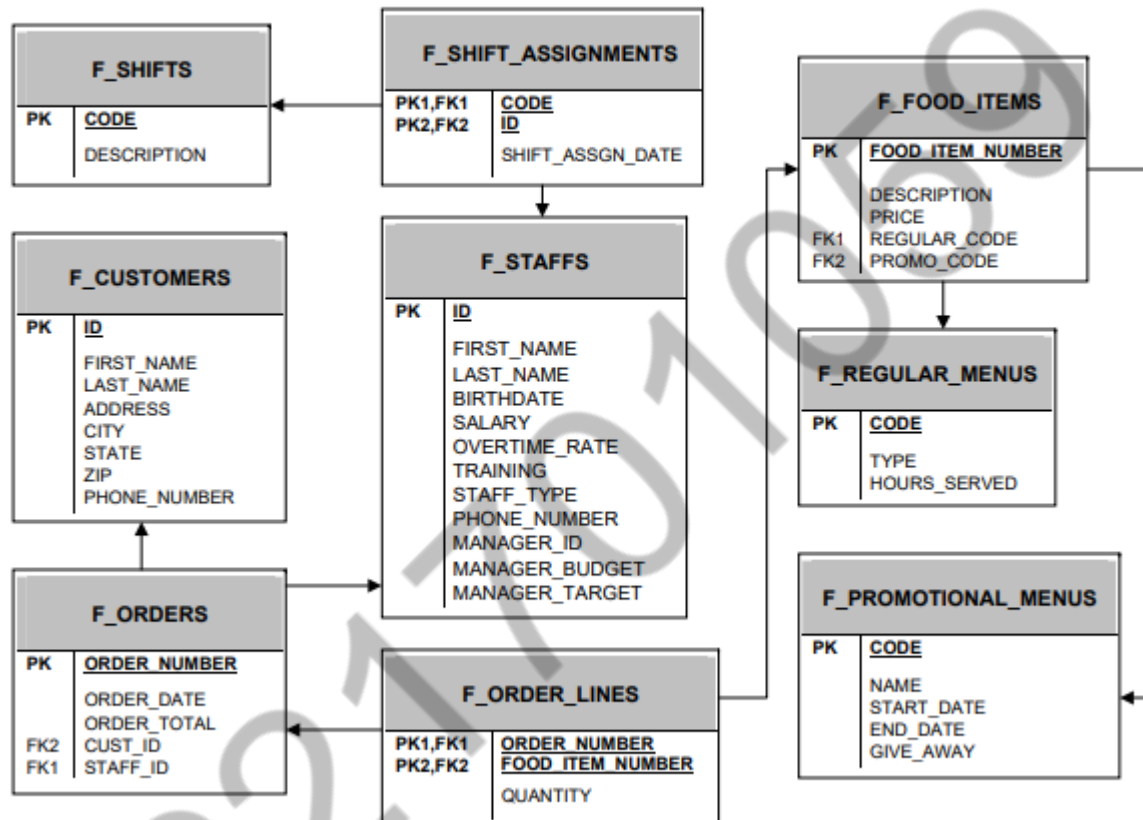 F_SHIFTS
PK CODE
DESCRIPTION
F_SHIFT_ASSIGNMENTS
PK1,FK1 CODE
PK2,FK2 ID
SHIFT_ASSGN_DATE
F_FOOD_ITEMS
PK FOOD_ITEM_NUMBER
DESCRIPTION
PRICE
FK1 REGULAR_CODE
FK2 PROMO_CODE
F_CUSTOMERS
PK ID
FIRST_NAME
LAST_NAME
ADDRESS
CITY
STATE
ZIP
PHONE_NUMBER
F_STAFFS
PK ID
FIRST_NAME
LAST_NAME
BIRTHDATE
SALARY
OVERTIME_RATE
TRAINING
STAFF_TYPE
PHONE_NUMBER
MANAGER_ID
MANAGER_BUDGET
MANAGER_TARGET
F_REGULAR_MENUS
PK CODE
TYPE
HOURS_SERVED
F_ORDERS
PK ORDER_NUMBER
ORDER_DATE
ORDER_TOTAL
FK2 CUST_ID
FK1 STAFF_ID
F_ORDER_LINES
PK1,FK1 ORDER_NUMBER
PK2,FK2 FOOD_ITEM_NUMBER
QUANTITY
F_PROMOTIONAL_MENUS
PK CODE
NAME
START_DATE
END_DATE
GIVE_AWAY